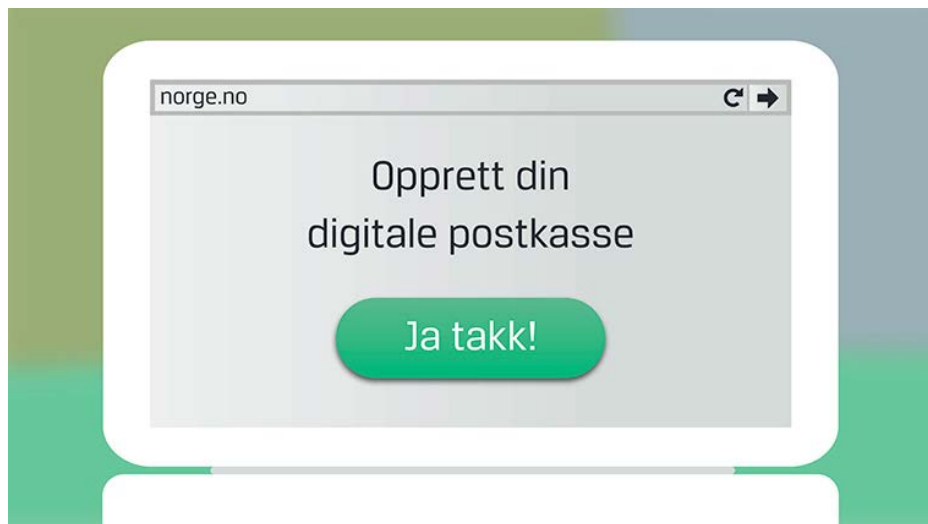 norge.no
Opprett din
digitale postkasse
Ja takk!